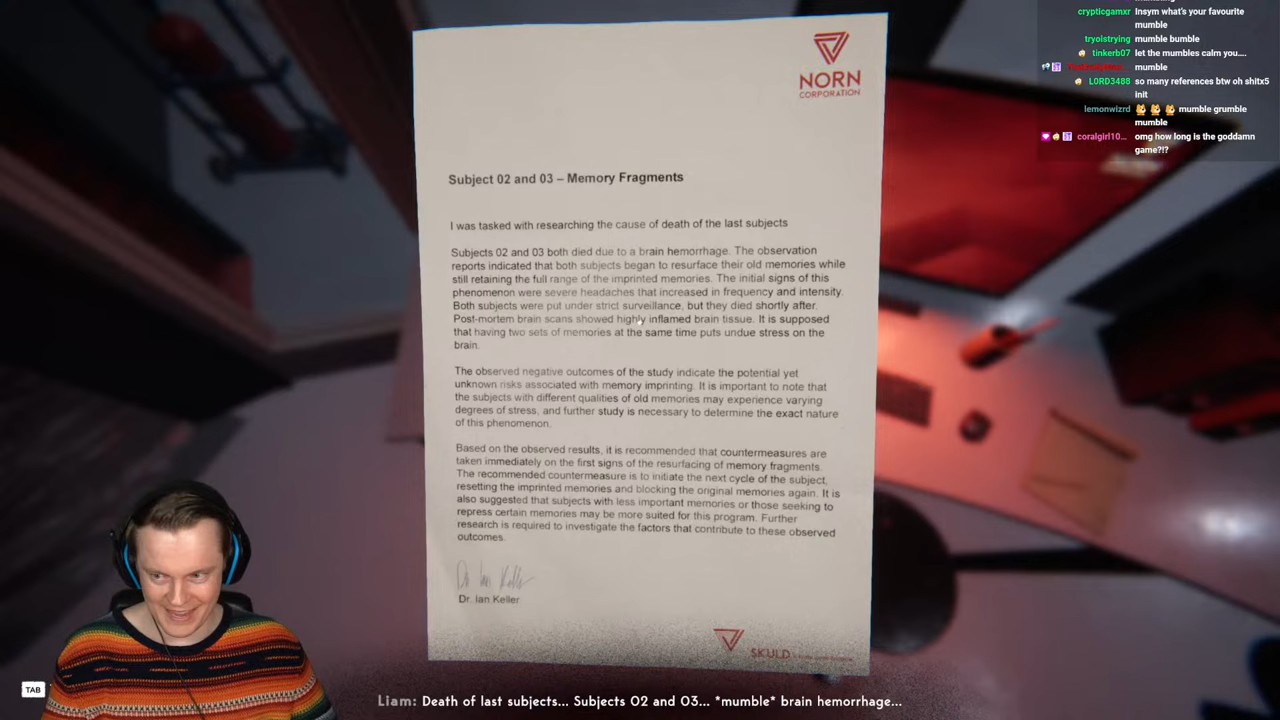 crypticgamxr Insym what's your favourite
mumble
tryoistrying mumble bumble
tinkerb07 let the mumbles calm you....
mumble
L0RD3488 so many references btw oh shitx5
init
lemonwizrd mumble grumble
mumble
coralgirl10... omg how long is the goddamn
game?!?
NORN
CORPORATION
Subject 02 and 03 – Memory Fragments
I was tasked with researching the cause of death of the last subjects
Subjects 02 and 03 both died due to a brain hemorrhage. The observation
reports indicated that both subjects began to resurface their old memories while
still retaining the full range of the imprinted memories. The initial signs of this
phenomenon were severe headaches that increased in frequency and intensity.
Both subjects were put under strict surveillance, but they died shortly after.
Post-mortem brain scans showed highly inflamed brain tissue. It is supposed
that having two sets of memories at the same time puts undue stress on the
brain.
The observed negative outcomes of the study indicate the potential yet
unknown risks associated with memory imprinting. It is important to note that
the subjects with different qualities of old memories may experience varying
degrees of stress, and further study is necessary to determine the exact nature
of this phenomenon.
Based on the observed results, it is recommended that countermeasures are
taken immediately on the first signs of the resurfacing of memory fragments.
The recommended countermeasure is to initiate the next cycle of the subject,
resetting the imprinted memories and blocking the original memories again. It is
also suggested that subjects with less important memories or those seeking to
repress certain memories may be more suited for this program. Further
research is required to investigate the factors that contribute to these observed
outcomes.
Dr Ian Keller
Dr. Ian Keller
SKULD
TAB
Liam: Death of last subjects... Subjects 02 and 03... *mumble* brain hemorrhage...